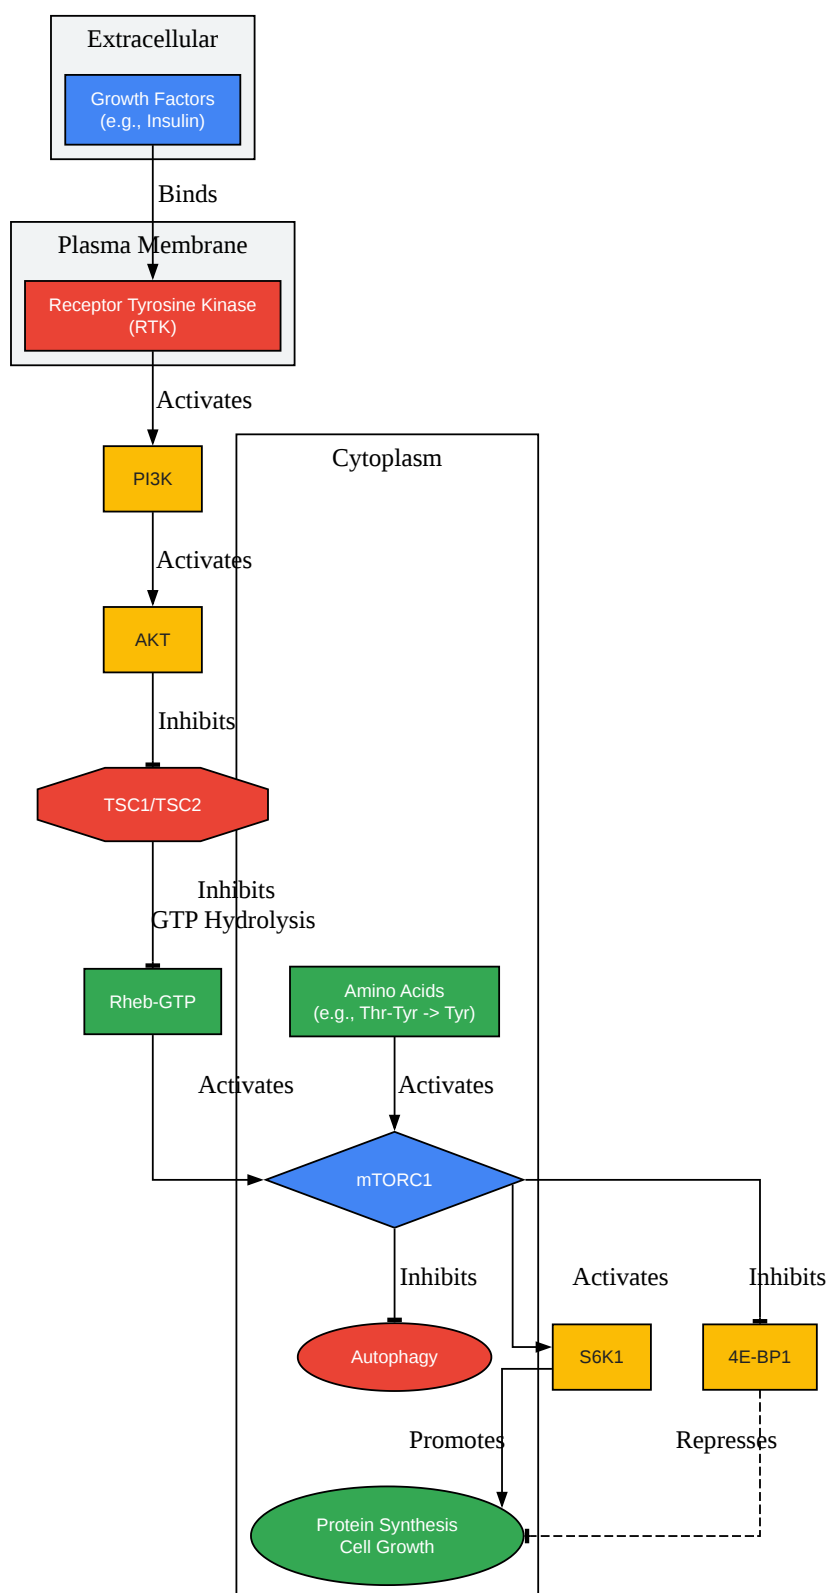 Extracellular
Growth Factors
(e.g., Insulin)
Binds
Plasma Membrane
Receptor Tyrosine Kinase
(RTK)
Activates
Cytoplasm
PI3K
Activates
AKT
Inhibits
TSC1/TSC2
Inhibits
GTP Hydrolysis
Rheb-GTP
Amino Acids
(e.g., Thr-Tyr -> Tyr)
Activates
Activates
mTORC1
Inhibits
Activates
Inhibits
Autophagy
S6K1
4E-BP1
Promotes
Represses
Protein Synthesis
Cell Growth